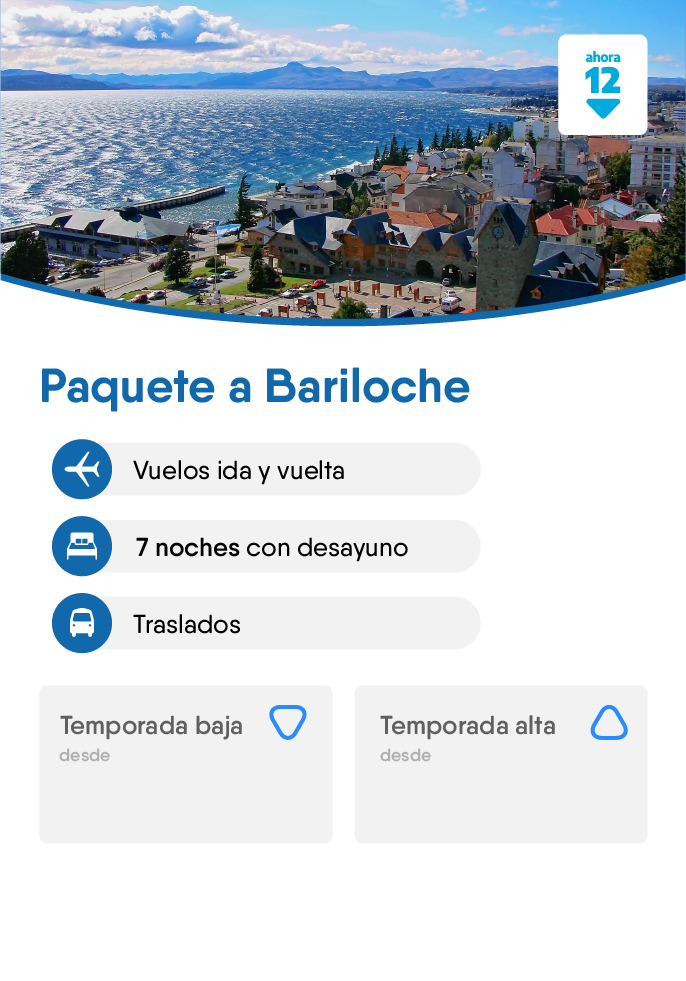 ahora
12
Paquete a Bariloche
Vuelos ida y vuelta
7 noches con desayuno
Traslados
Temporada baja
desde
Temporada alta
desde